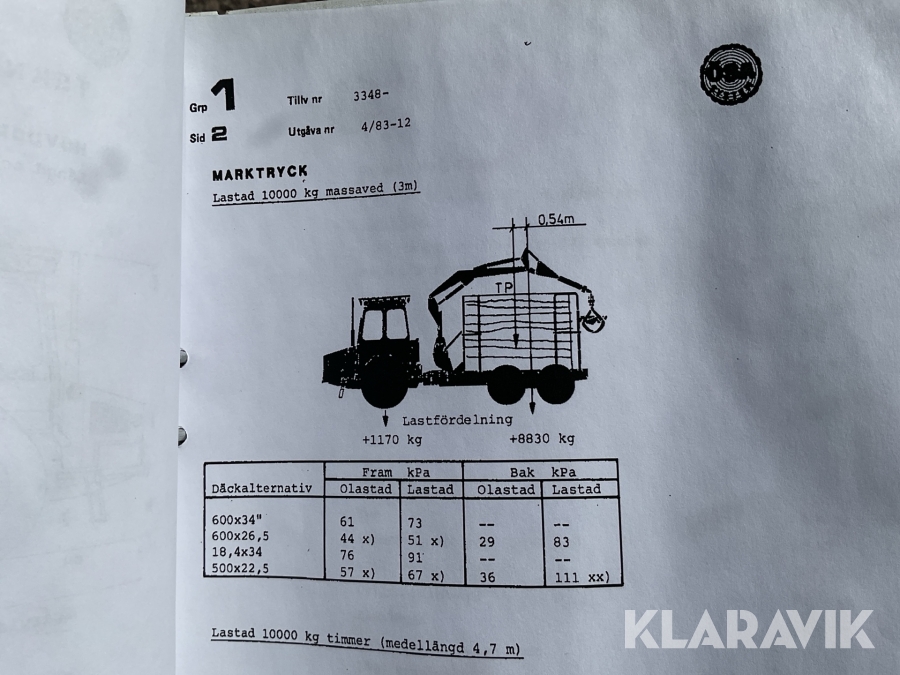 Grp 1 Tillv nr 3348-
Sid 2 Utgåva nr 4/83-12
ÖSA
MARKTRYCK
Lastad 10000 kg massaved (3m)
0,54m
TP
Lastfördelning
+1170 kg +8830 kg
Däckalternativ Fram kPa Bak kPa
Olastad Lastad Olastad Lastad
600x34" 61 73 -- --
600x26,5 44 x) 51 x) 29 83
18,4x34 76 91 -- --
500x22,5 57 x) 67 x) 36 111 xx)
Lastad 10000 kg timmer (medellängd 4,7 m)
KLARAVIK